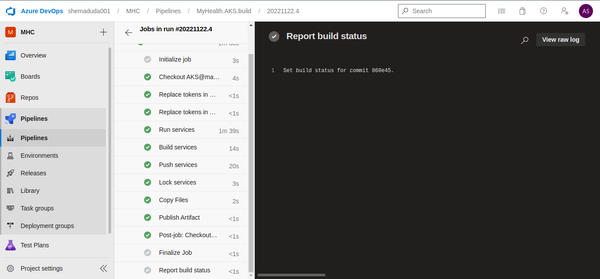 Azure DevOps shemaduda001 / MHC / Pipelines / MyHealth.AKS.build / 20221122.4 Search AS
M MHC
Overview
Boards
Repos
Pipelines
Pipelines
Environments
Releases
Library
Task groups
Deployment groups
Test Plans
Project settings
Jobs in run #20221122.4
Initialize job 3s
Checkout AKS@ma... 4s
Replace tokens in ... <1s
Replace tokens in ... <1s
Run services 1m 39s
Build services 14s
Push services 20s
Lock services 3s
Copy Files 2s
Publish Artifact <1s
Post-job: Checkout... <1s
Finalize Job <1s
Report build status <1s
Report build status
View raw log
1 Set build status for commit 860e45.